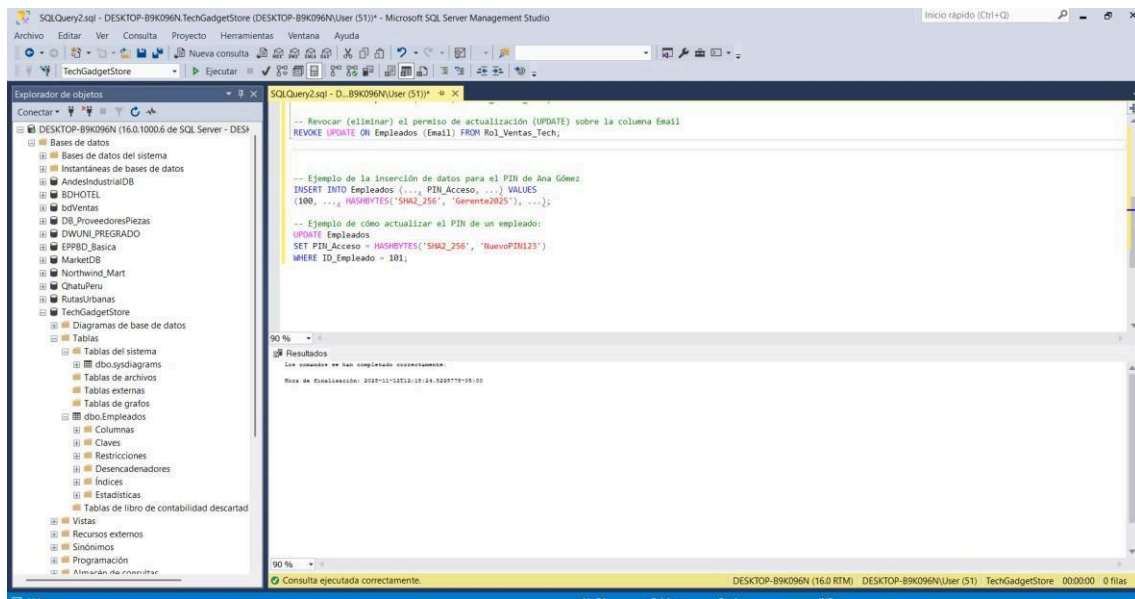 SQLQuery2.sql - DESKTOP-B9K096N.TechGadgetStore (DESKTOP-B9K096N\User (51))* - Microsoft SQL Server Management Studio
Inicio rápido (Ctrl+Q)
Archivo Editar Ver Consulta Proyecto Herramientas Ventana Ayuda
Nueva consulta
TechGadgetStore
Ejecutar
Explorador de objetos
Conectar
DESKTOP-B9K096N (16.0.1000.6 de SQL Server - DESK
Bases de datos
Bases de datos del sistema
Instantáneas de bases de datos
AndesIndustrialDB
BDHOTEL
bdVentas
DB_ProveedoresPiezas
DWUNI_PREGRADO
EPPBD_Basica
MarketDB
Northwind_Mart
QhatuPeru
RutasUrbanas
TechGadgetStore
Diagramas de base de datos
Tablas
Tablas del sistema
dbo.sysdiagrams
Tablas de archivos
Tablas externas
Tablas de grafos
dbo.Empleados
Columnas
Claves
Restricciones
Desencadenadores
Índices
Estadísticas
Tablas de libro de contabilidad descartad
Vistas
Recursos externos
Sinónimos
Programación
Almacén de consultas
SQLQuery2.sql - D...B9K096N\User (51))*
-- Revocar (eliminar) el permiso de actualización (UPDATE) sobre la columna Email
REVOKE UPDATE ON Empleados (Email) FROM Rol_Ventas_Tech;
-- Ejemplo de la inserción de datos para el PIN de Ana Gómez
INSERT INTO Empleados (..., PIN_Acceso, ...) VALUES
(100, ..., HASHBYTES('SHA2_256', 'Gerente2025'), ...);
-- Ejemplo de cómo actualizar el PIN de un empleado:
UPDATE Empleados
SET PIN_Acceso = HASHBYTES('SHA2_256', 'NuevoPIN123')
WHERE ID_Empleado = 101;
90 %
Resultados
Los comandos se han completado correctamente.
Hora de finalización:
90 %
Consulta ejecutada correctamente.
DESKTOP-B9K096N (16.0 RTM) DESKTOP-B9K096N\User (51) TechGadgetStore 00:00:00 0 filas